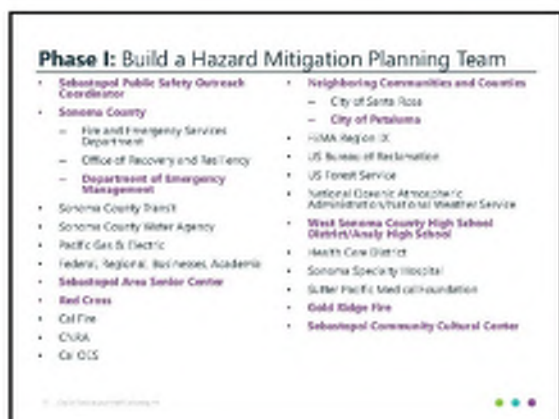 Phase I: Build a Hazard Mitigation Planning Team
• Sebastopol Public Safety Outreach
Coordinator
• Sonoma County
– Fire and Emergency Services
Department
– Office of Recovery and Resiliency
– Department of Emergency
Management
• Sonoma County Transit
• Sonoma County Water Agency
• Pacific Gas & Electric
• Federal, Regional, Businesses, Academia
• Sebastopol Area Senior Center
• Red Cross
• Cal Fire
• CNRA
• Cal OES
• Neighboring Communities and Counties
– City of Santa Rosa
– City of Petaluma
• FEMA Region IX
• US Bureau of Reclamation
• US Forest Service
• National Oceanic Atmospheric
Administration/National Weather Service
• West Sonoma County High School
District/Analy High School
• Health Care District
• Sonoma Specialty Hospital
• Sutter Pacific Medical Foundation
• Gold Ridge Fire
• Sebastopol Community Cultural Center